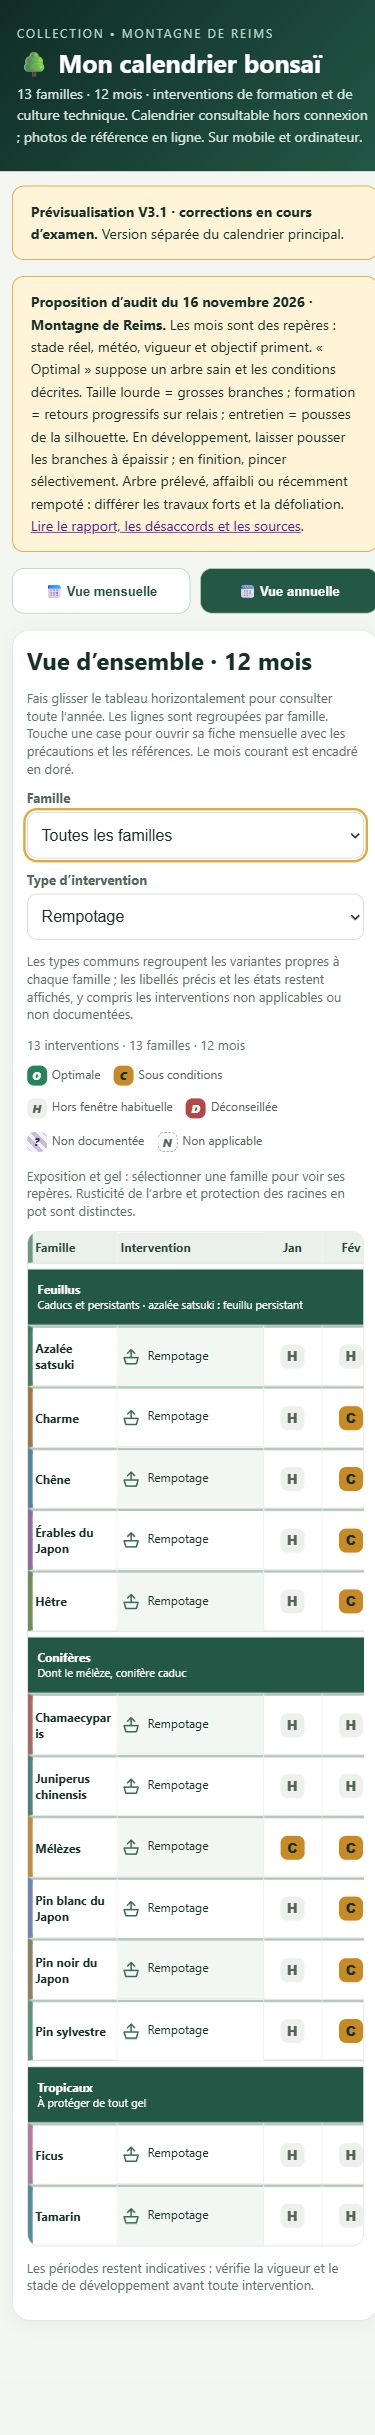 COLLECTION • MONTAGNE DE REIMS
Mon calendrier bonsaï
13 familles · 12 mois · interventions de formation et de
culture technique. Calendrier consultable hors connexion
; photos de référence en ligne. Sur mobile et ordinateur.
Prévisualisation V3.1 · corrections en cours
d’examen. Version séparée du calendrier principal.
Proposition d’audit du 16 novembre 2026 ·
Montagne de Reims. Les mois sont des repères :
stade réel, météo, vigueur et objectif priment. «
Optimal » suppose un arbre sain et les conditions
décrites. Taille lourde = grosses branches ; formation
= retours progressifs sur relais ; entretien = pousses
de la silhouette. En développement, laisser pousser
les branches à épaissir ; en finition, pincer
sélectivement. Arbre prélevé, affaibli ou récemment
rempoté : différer les travaux forts et la défoliation.
Lire le rapport, les désaccords et les sources.
Vue mensuelle Vue annuelle
Vue d’ensemble · 12 mois
Fais glisser le tableau horizontalement pour consulter
toute l’année. Les lignes sont regroupées par famille.
Touche une case pour ouvrir sa fiche mensuelle avec les
précautions et les références. Le mois courant est encadré
en doré.
Famille
Toutes les familles
Type d’intervention
Rempotage
Les types communs regroupent les variantes propres à
chaque famille ; les libellés précis et les états restent
affichés, y compris les interventions non applicables ou
non documentées.
13 interventions · 13 familles · 12 mois
O Optimale C Sous conditions
H Hors fenêtre habituelle D Déconseillée
? Non documentée N Non applicable
Exposition et gel : sélectionner une famille pour voir ses
repères. Rusticité de l’arbre et protection des racines en
pot sont distinctes.
Famille Intervention Jan Fév
Feuillus
Caducs et persistants · azalée satsuki : feuillu persistant
Azalée
satsuki Rempotage H H
Charme Rempotage H C
Chêne Rempotage H C
Érables du
Japon Rempotage H C
Hêtre Rempotage H C
Conifères
Dont le mélèze, conifère caduc
Chamaecypar
is Rempotage H H
Juniperus
chinensis Rempotage H H
Mélèzes Rempotage C C
Pin blanc du
Japon Rempotage H C
Pin noir du
Japon Rempotage H C
Pin sylvestre Rempotage H C
Tropicaux
À protéger de tout gel
Ficus Rempotage H H
Tamarin Rempotage H H
Les périodes restent indicatives : vérifie la vigueur et le
stade de développement avant toute intervention.